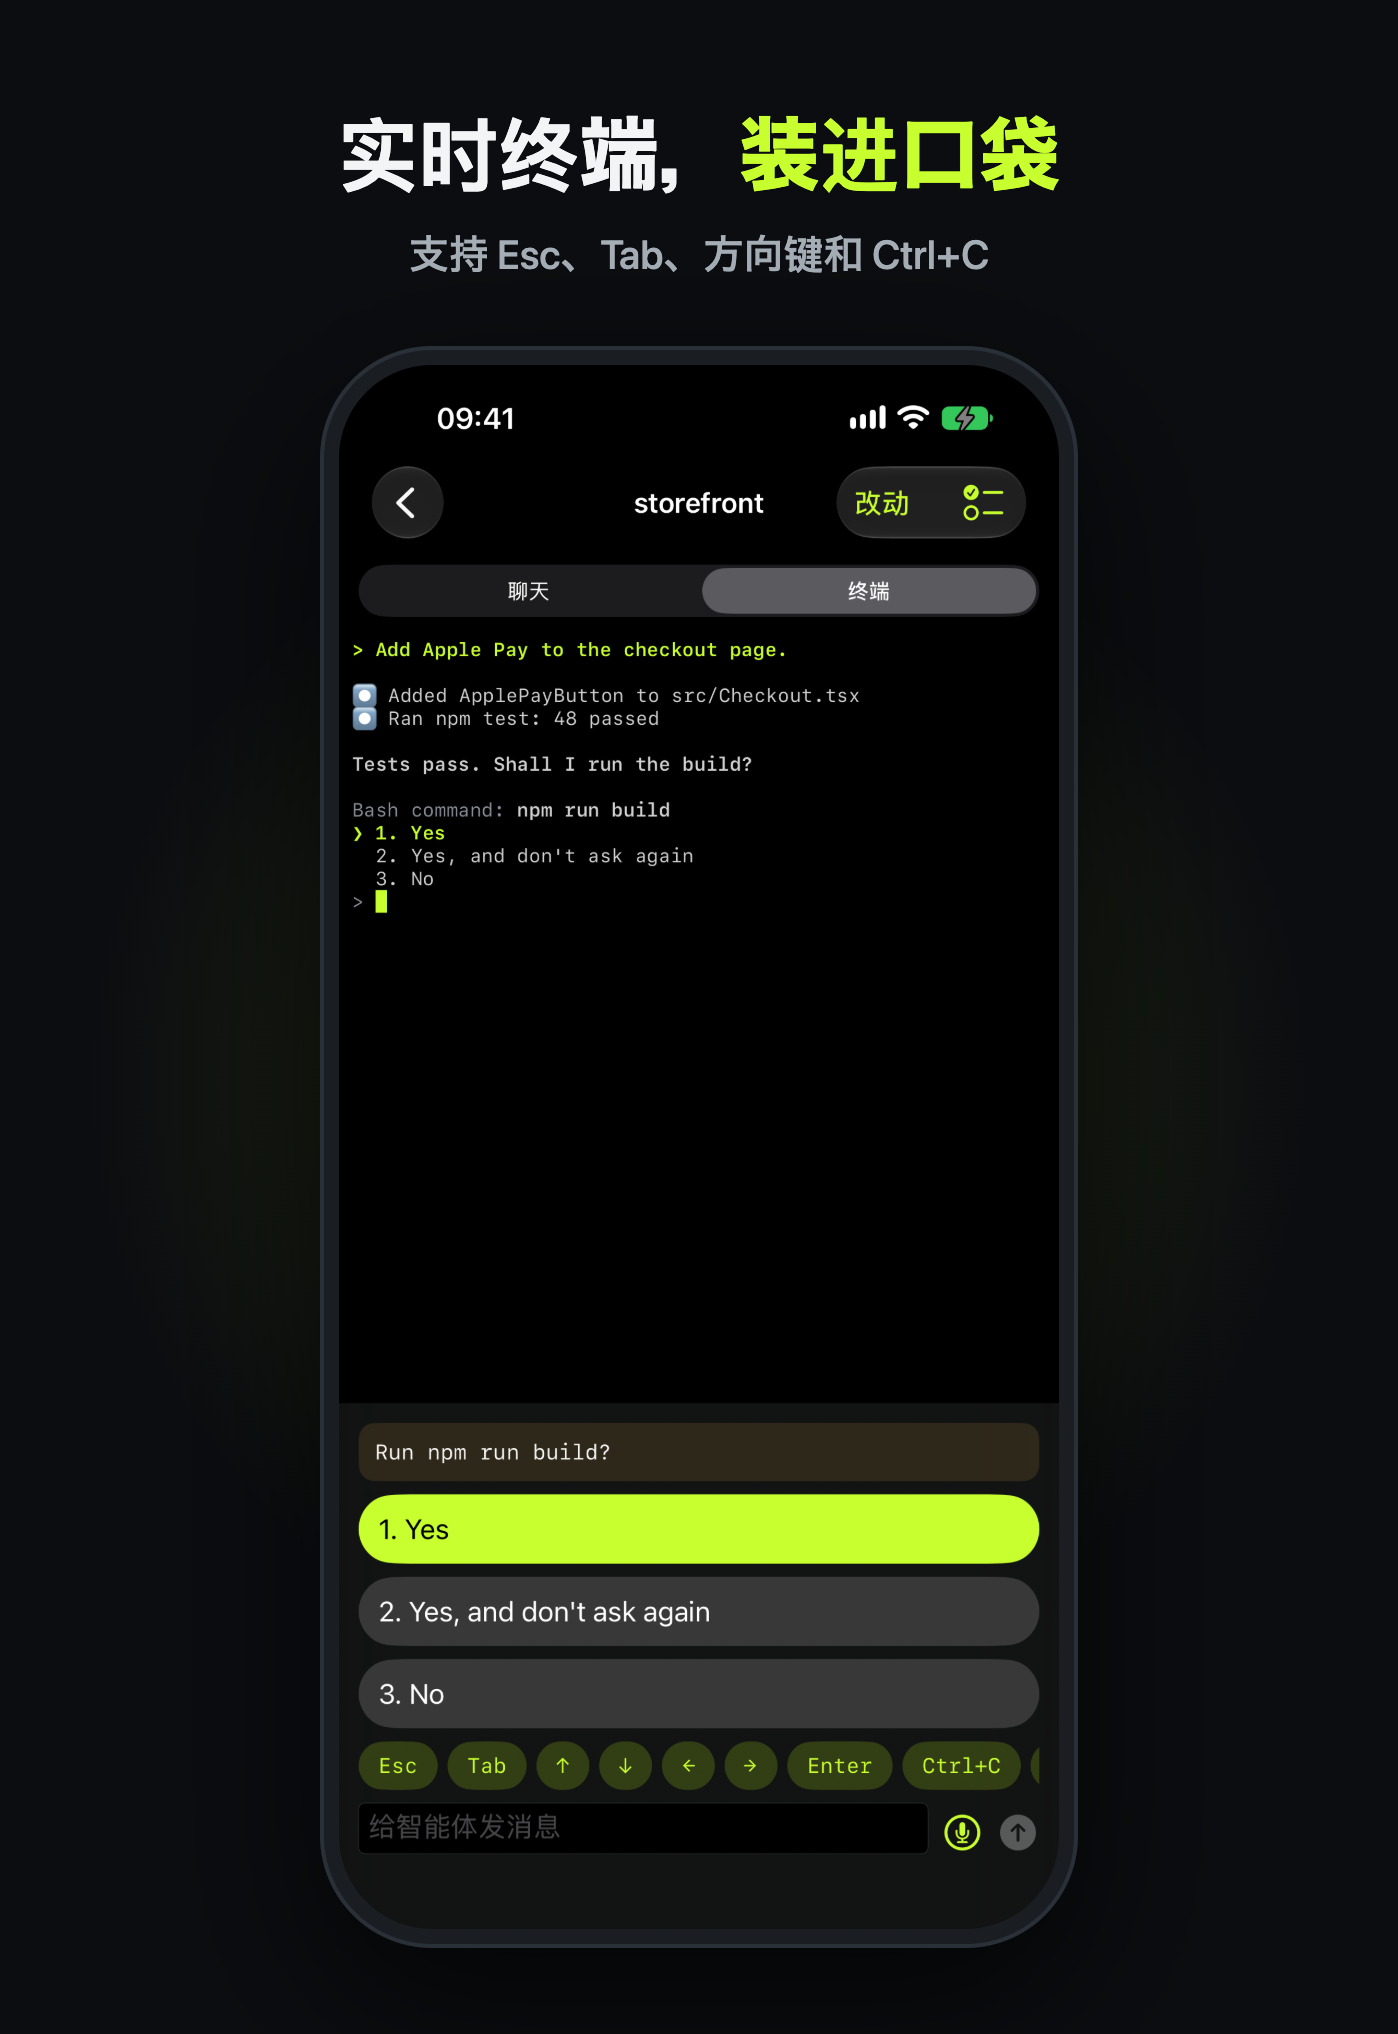 实时终端，装进口袋
支持 Esc、Tab、方向键和 Ctrl+C
09:41
storefront
改动
聊天
终端
> Add Apple Pay to the checkout page.
⏺ Added ApplePayButton to src/Checkout.tsx
⏺ Ran npm test: 48 passed
Tests pass. Shall I run the build?
Bash command: npm run build
❯ 1. Yes
2. Yes, and don't ask again
3. No
>
Run npm run build?
1. Yes
2. Yes, and don't ask again
3. No
Esc Tab ↑ ↓ ← → Enter Ctrl+C
给智能体发消息